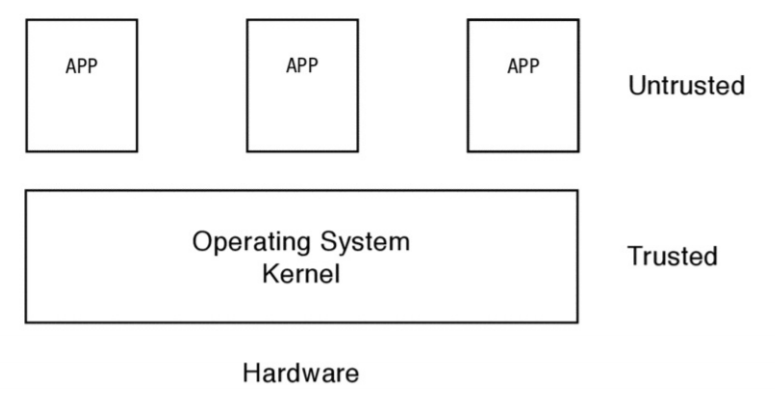 APP APP APP
Untrusted
Operating System
Kernel
Trusted
Hardware